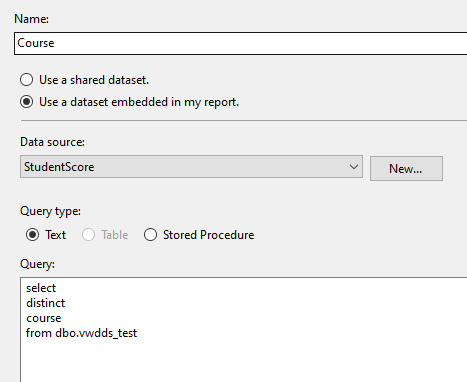 Name:
Course
Use a shared dataset.
Use a dataset embedded in my report.
Data source:
StudentScore
New...
Query type:
Text
Table
Stored Procedure
Query:
select
distinct
course
from dbo.vwdds_test